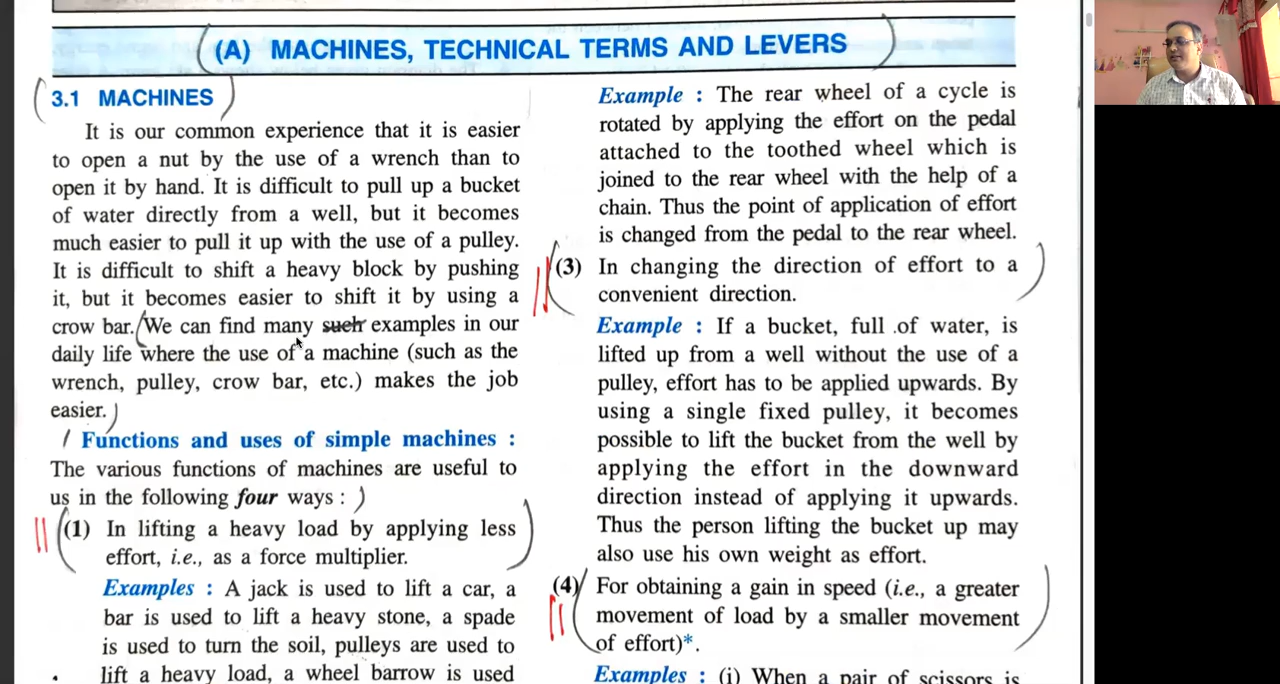 (A) MACHINES, TECHNICAL TERMS AND LEVERS
3.1 MACHINES
It is our common experience that it is easier
to open a nut by the use of a wrench than to
open it by hand. It is difficult to pull up a bucket
of water directly from a well, but it becomes
much easier to pull it up with the use of a pulley.
It is difficult to shift a heavy block by pushing
it, but it becomes easier to shift it by using a
crow bar. We can find many such examples in our
daily life where the use of a machine (such as the
wrench, pulley, crow bar, etc.) makes the job
easier.
Functions and uses of simple machines :
The various functions of machines are useful to
us in the following four ways :
(1) In lifting a heavy load by applying less
effort, i.e., as a force multiplier.
Examples : A jack is used to lift a car, a
bar is used to lift a heavy stone, a spade
is used to turn the soil, pulleys are used to
lift a heavy load, a wheel barrow is used
Example : The rear wheel of a cycle is
rotated by applying the effort on the pedal
attached to the toothed wheel which is
joined to the rear wheel with the help of a
chain. Thus the point of application of effort
is changed from the pedal to the rear wheel.
(3) In changing the direction of effort to a
convenient direction.
Example : If a bucket, full of water, is
lifted up from a well without the use of a
pulley, effort has to be applied upwards. By
using a single fixed pulley, it becomes
possible to lift the bucket from the well by
applying the effort in the downward
direction instead of applying it upwards.
Thus the person lifting the bucket up may
also use his own weight as effort.
(4) For obtaining a gain in speed (i.e., a greater
movement of load by a smaller movement
of effort)*.
Examples : (i) When a pair of scissors is